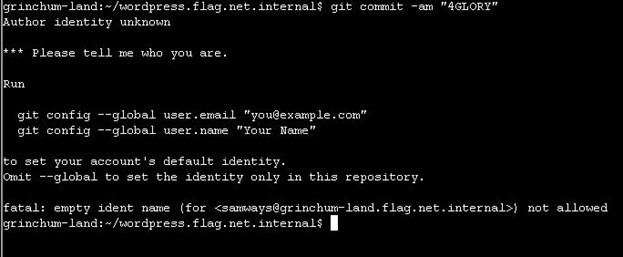 grinchum-land:~/wordpress.flag.net.internal$ git commit -am "4GLORY"
Author identity unknown
*** Please tell me who you are.
Run
git config --global user.email "you@example.com"
git config --global user.name "Your Name"
to set your account's default identity.
Omit --global to set the identity only in this repository.
fatal: empty ident name (for <samways@grinchum-land.flag.net.internal>) not allowed
grinchum-land:~/wordpress.flag.net.internal$